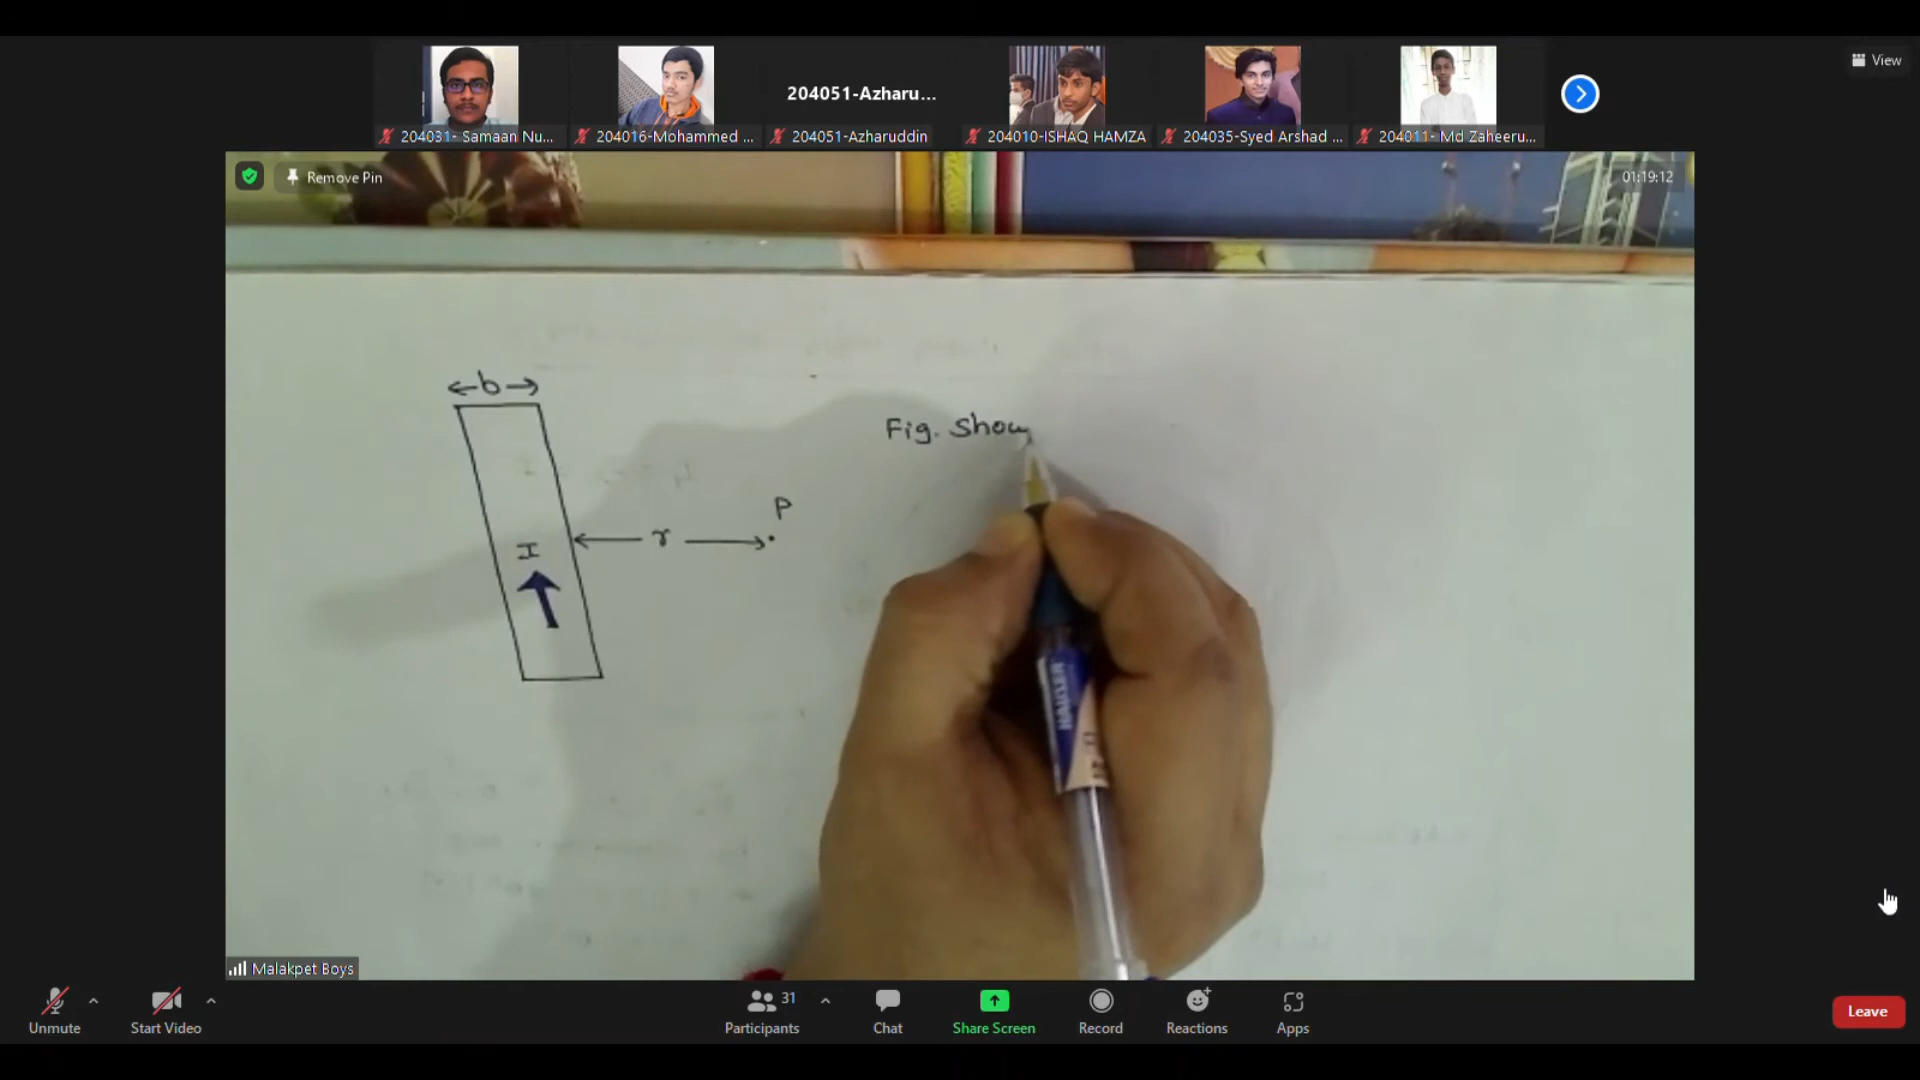 View
204051-Azharu...
204031- Samaan Nu...
204016-Mohammed ...
204051-Azharuddin
204010-ISHAQ HAMZA
204035-Syed Arshad ...
204011- Md Zaheeru...
Remove Pin
01:19:12
b
Fig. Show
P
I
r
Malakpet Boys
Unmute
Start Video
Participants
31
Chat
Share Screen
Record
Reactions
Apps
Leave